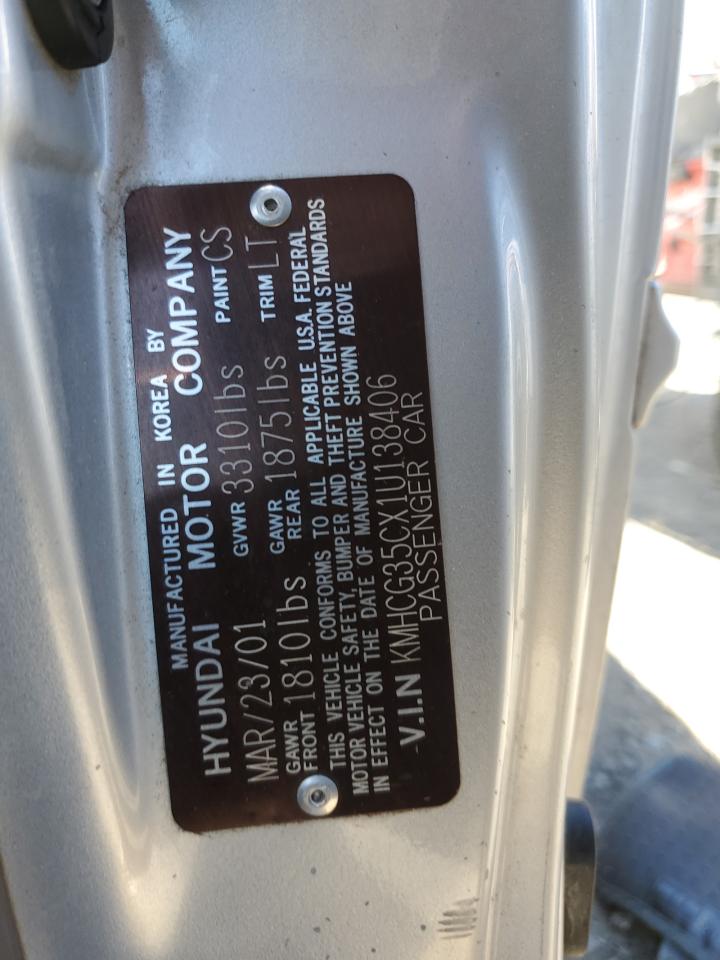 MANUFACTURED IN KOREA BY
HYUNDAI MOTOR COMPANY
MAR/23/01 GVWR 3310lbs PAINT CS
GAWR FRONT 1810lbs GAWR REAR 1875lbs TRIM LT
THIS VEHICLE CONFORMS TO ALL APPLICABLE U.S.A. FEDERAL
MOTOR VEHICLE SAFETY, BUMPER AND THEFT PREVENTION STANDARDS
IN EFFECT ON THE DATE OF MANUFACTURE SHOWN ABOVE
V.I.N KMHCG35CX1U138406
PASSENGER CAR